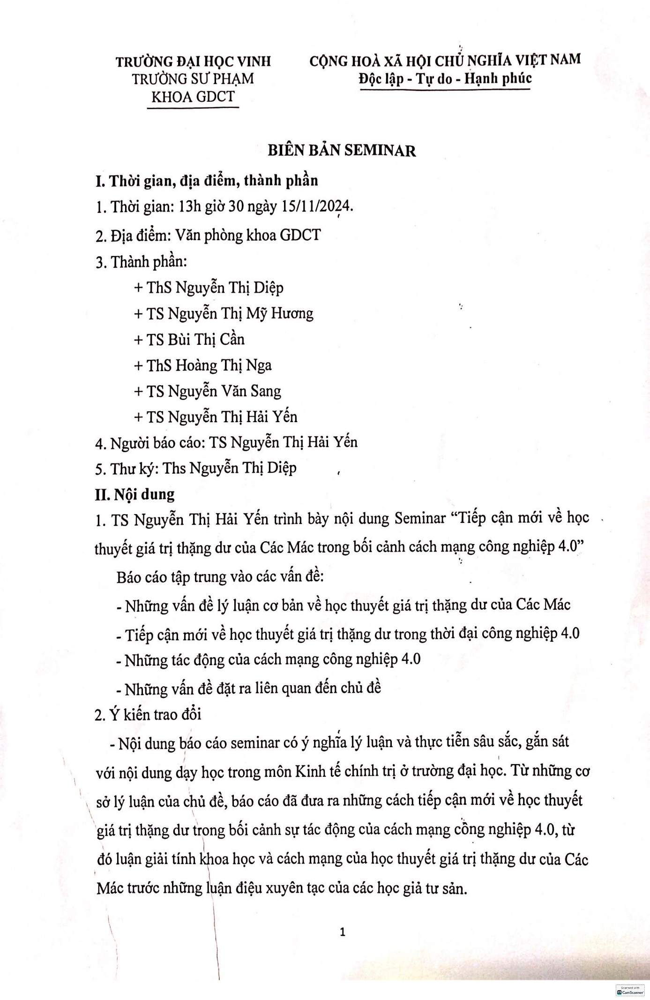 TRƯỜNG ĐẠI HỌC VINH
TRƯỜNG SƯ PHẠM
KHOA GDCT
CỘNG HOÀ XÃ HỘI CHỦ NGHĨA VIỆT NAM
Độc lập - Tự do - Hạnh phúc
BIÊN BẢN SEMINAR
I. Thời gian, địa điểm, thành phần
1. Thời gian: 13h giờ 30 ngày 15/11/2024.
2. Địa điểm: Văn phòng khoa GDCT
3. Thành phần:
+ ThS Nguyễn Thị Diệp
+ TS Nguyễn Thị Mỹ Hương
+ TS Bùi Thị Cần
+ ThS Hoàng Thị Nga
+ TS Nguyễn Văn Sang
+ TS Nguyễn Thị Hải Yến
4. Người báo cáo: TS Nguyễn Thị Hải Yến
5. Thư ký: Ths Nguyễn Thị Diệp
II. Nội dung
1. TS Nguyễn Thị Hải Yến trình bày nội dung Seminar “Tiếp cận mới về học
thuyết giá trị thặng dư của Các Mác trong bối cảnh cách mạng công nghiệp 4.0”
Báo cáo tập trung vào các vấn đề:
- Những vấn đề lý luận cơ bản về học thuyết giá trị thặng dư của Các Mác
- Tiếp cận mới về học thuyết giá trị thặng dư trong thời đại công nghiệp 4.0
- Những tác động của cách mạng công nghiệp 4.0
- Những vấn đề đặt ra liên quan đến chủ đề
2. Ý kiến trao đổi
- Nội dung báo cáo seminar có ý nghĩa lý luận và thực tiễn sâu sắc, gắn sát
với nội dung dạy học trong môn Kinh tế chính trị ở trường đại học. Từ những cơ
sở lý luận của chủ đề, báo cáo đã đưa ra những cách tiếp cận mới về học thuyết
giá trị thặng dư trong bối cảnh sự tác động của cách mạng công nghiệp 4.0, từ
đó luận giải tính khoa học và cách mạng của học thuyết giá trị thặng dư của Các
Mác trước những luận điệu xuyên tạc của các học giả tư sản.
1
Scanned with
CS CamScanner